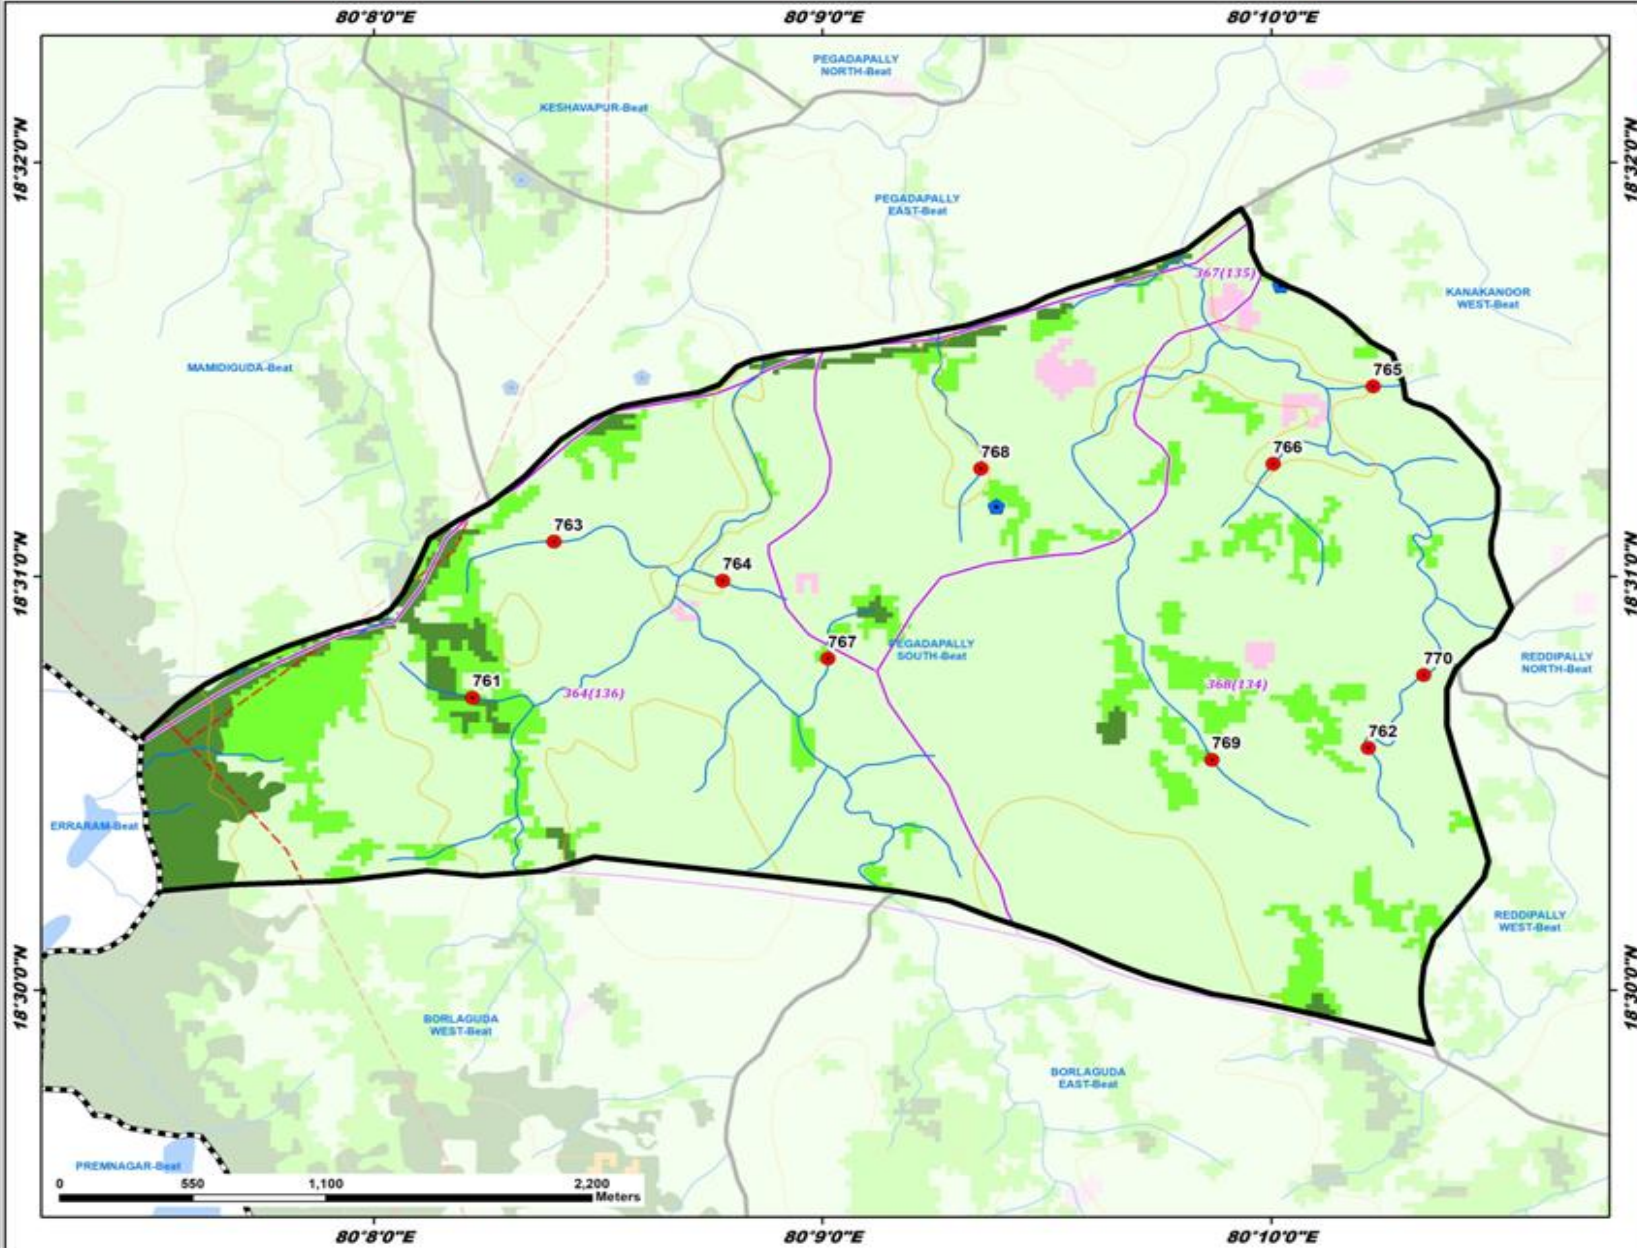 80°8'0"E
80°9'0"E
80°10'0"E
PEGADAPALLY
NORTH-Beat
KESHAVAPUR-Beat
18°32'0"N
18°32'0"N
PEGADAPALLY
EAST-Beat
367(135)
KANAKANOOR
WEST-Beat
MAMIDIGUDA-Beat
765
768
766
763
764
18°31'0"N
18°31'0"N
767
PEGADAPALLY
SOUTH-Beat
REDDIPALLY
NORTH-Beat
770
761
364(136)
368(134)
762
769
ERRARAM-Beat
REDDIPALLY
WEST-Beat
18°30'0"N
18°30'0"N
BORLAGUDA
WEST-Beat
BORLAGUDA
EAST-Beat
PREMNAGAR-Beat
0 550 1,100 2,200
Meters
80°8'0"E
80°9'0"E
80°10'0"E